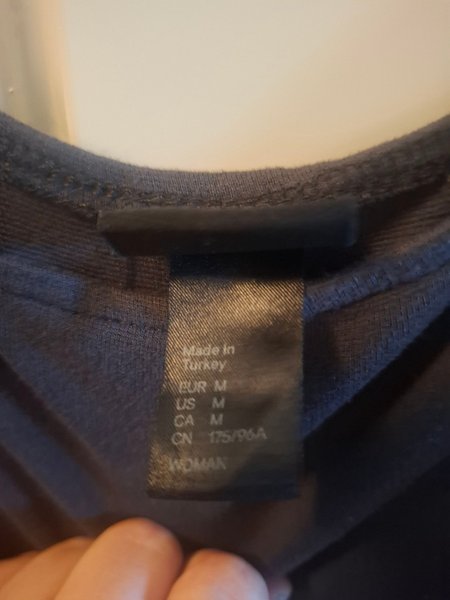 Made in
Turkey
EUR M
US M
CA M
CN 175/96A
WOMAN